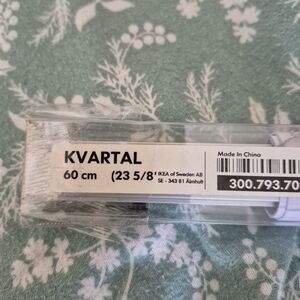 KVARTAL
60 cm (23 5/8"
IKEA of Sweden AB
SE - 343 81 Älmhult
Made In China
300.793.70